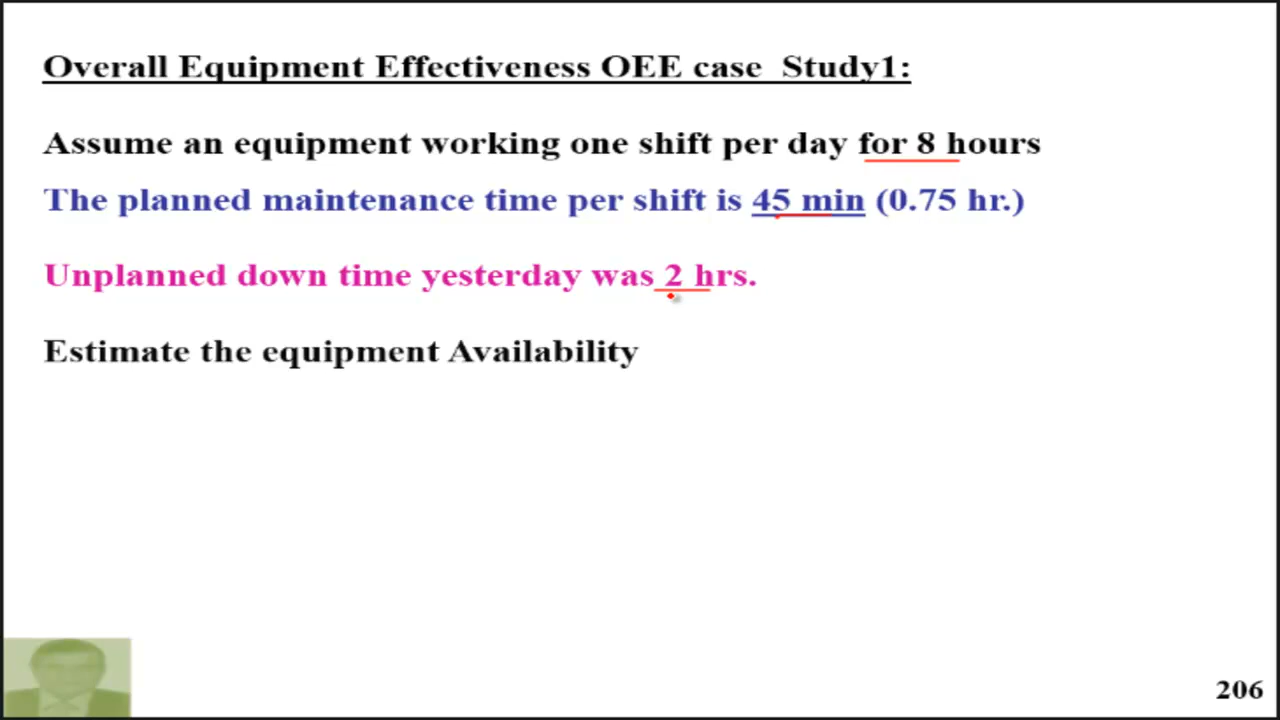 Overall Equipment Effectiveness OEE case Study1:
Assume an equipment working one shift per day for 8 hours
The planned maintenance time per shift is 45 min (0.75 hr.)
Unplanned down time yesterday was 2 hrs.
Estimate the equipment Availability
206